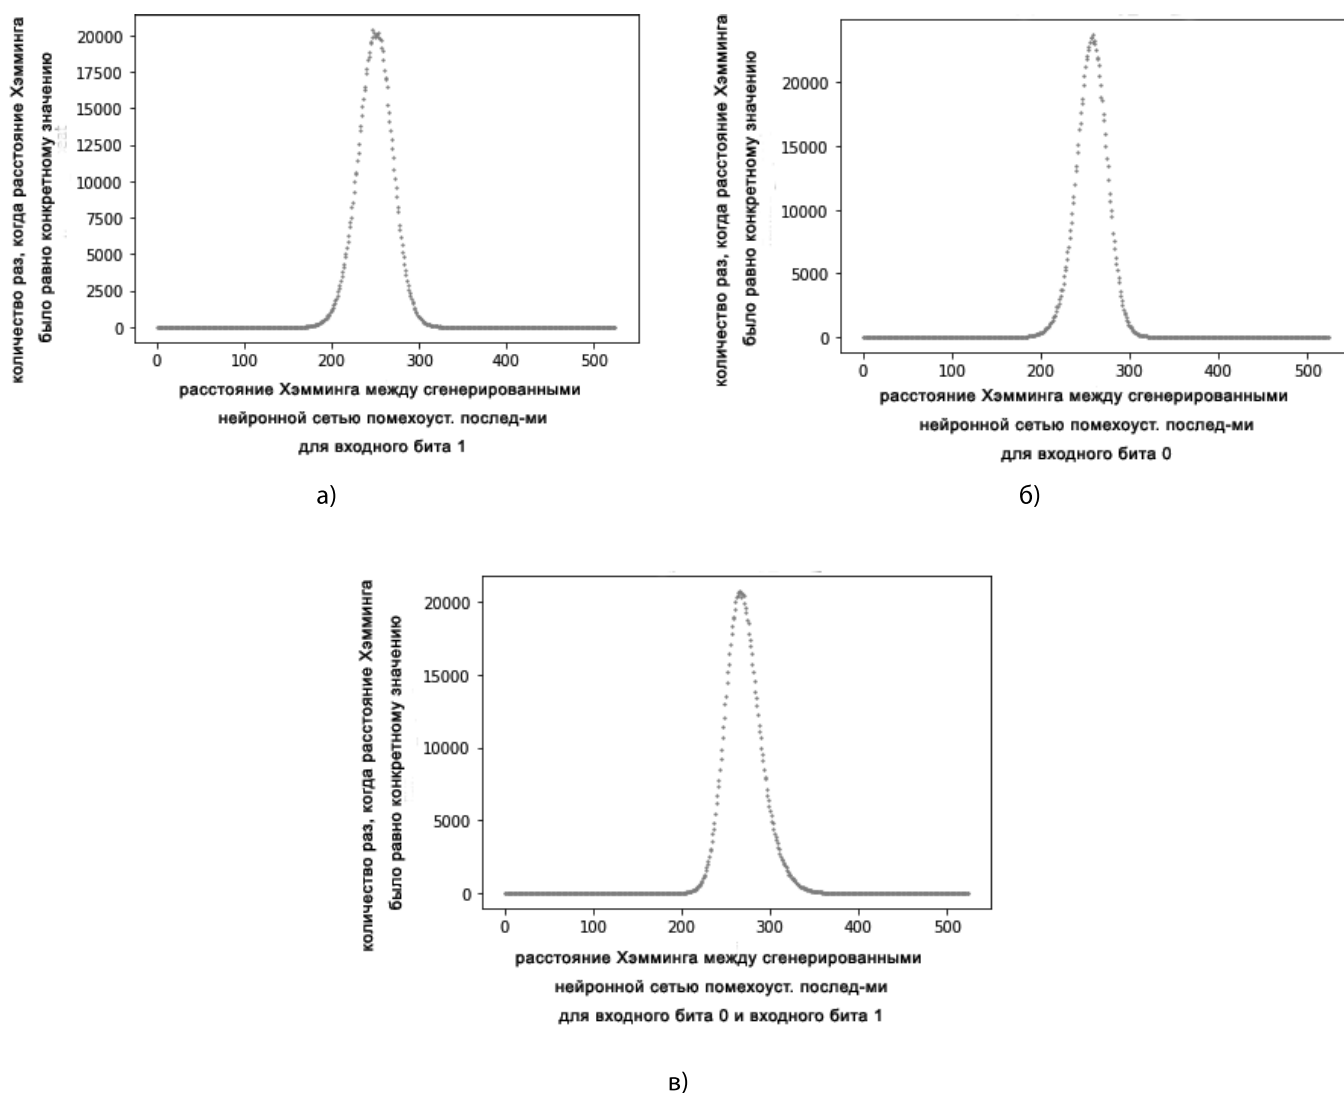 количество раз, когда расстояние Хэмминга
было равно конкретному значению
20000
17500
15000
12500
10000
7500
5000
2500
0
0 100 200 300 400 500
расстояние Хэмминга между сгенерированными
нейронной сетью помехоуст. послед-ми
для входного бита 1
а)
количество раз, когда расстояние Хэмминга
было равно конкретному значению
20000
15000
10000
5000
0
0 100 200 300 400 500
расстояние Хэмминга между сгенерированными
нейронной сетью помехоуст. послед-ми
для входного бита 0
б)
количество раз, когда расстояние Хэмминга
было равно конкретному значению
20000
15000
10000
5000
0
0 100 200 300 400 500
расстояние Хэмминга между сгенерированными
нейронной сетью помехоуст. послед-ми
для входного бита 0 и входного бита 1
в)